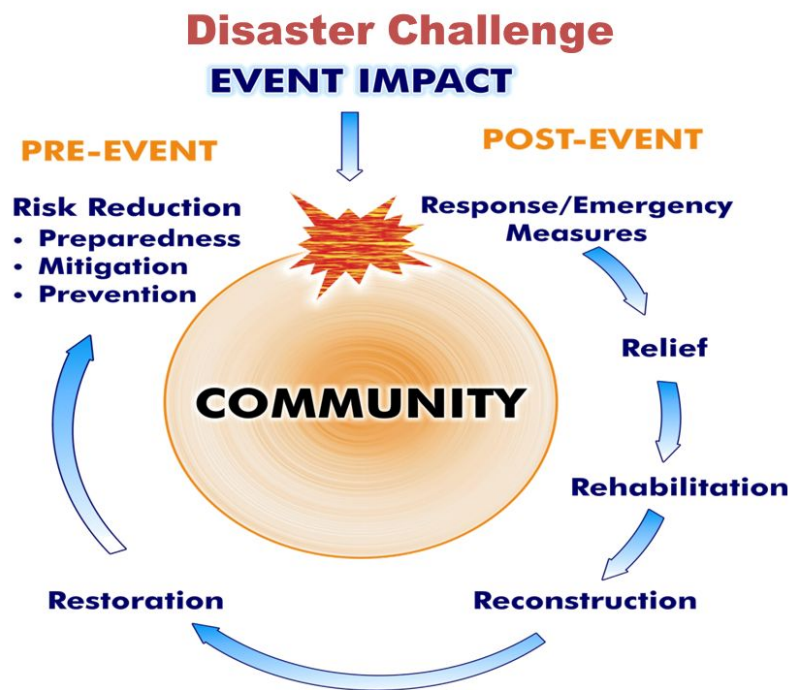 Disaster Challenge
EVENT IMPACT
PRE-EVENT
Risk Reduction
• Preparedness
• Mitigation
• Prevention
POST-EVENT
Response/Emergency
Measures
Relief
Rehabilitation
Reconstruction
Restoration
COMMUNITY